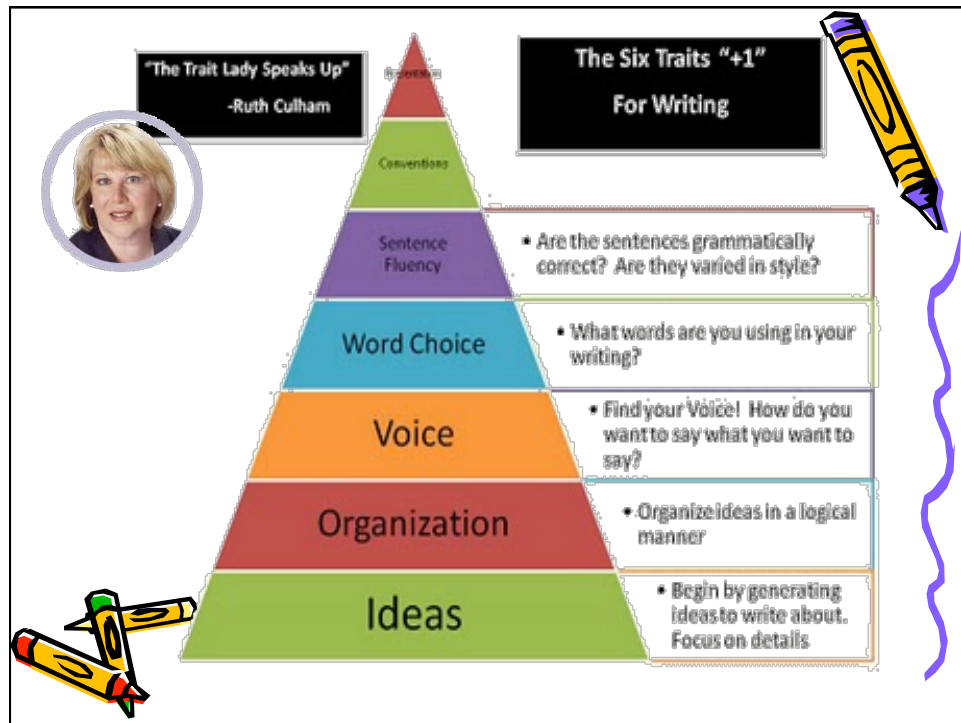 "The Trait Lady Speaks Up"
-Ruth Culham
The Six Traits "+1"
For Writing
Presentation
Conventions
Sentence
Fluency
• Are the sentences grammatically
correct? Are they varied in style?
Word Choice
• What words are you using in your
writing?
Voice
• Find your Voice! How do you
want to say what you want to
say?
Organization
• Organize ideas in a logical
manner
Ideas
• Begin by generating
ideas to write about.
Focus on details